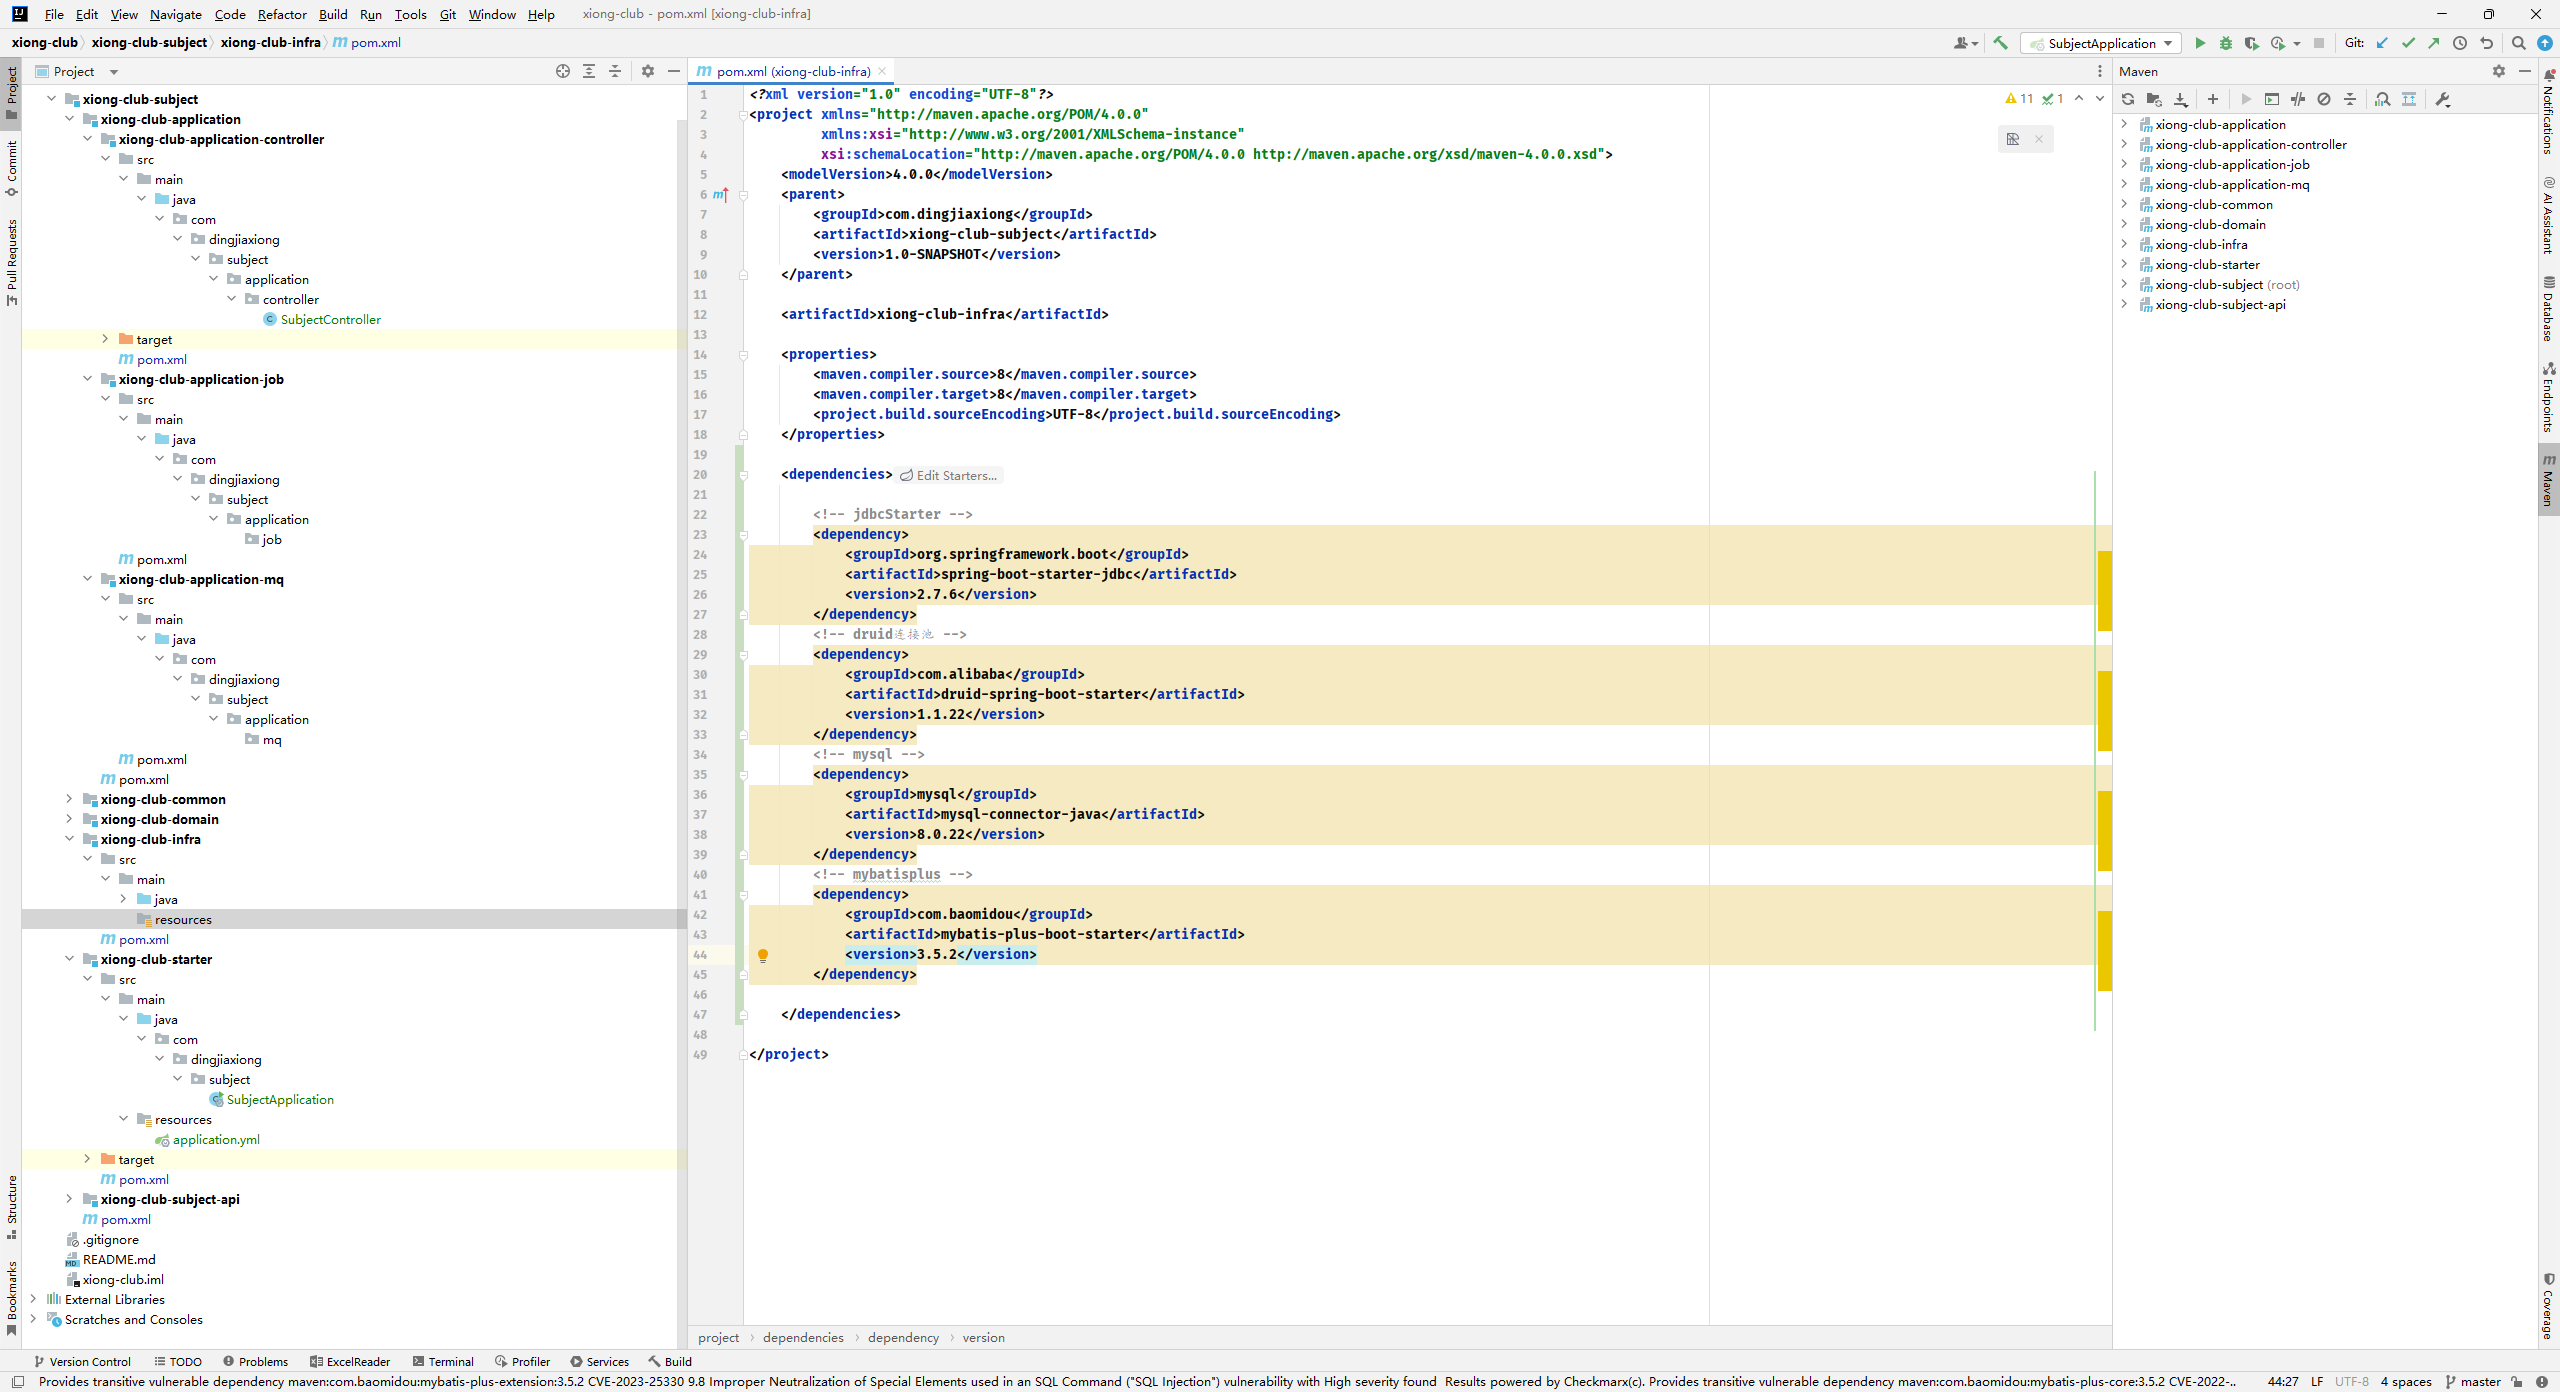 File Edit View Navigate Code Refactor Build Run Tools Git Window Help xiong-club - pom.xml [xiong-club-infra]
xiong-club xiong-club-subject xiong-club-infra pom.xml
SubjectApplication Git:
Project
pom.xml (xiong-club-infra)
Maven
Project
Commit
Pull Requests
Structure
Bookmarks
xiong-club-subject
xiong-club-application
xiong-club-application-controller
src
main
java
com
dingjiaxiong
subject
application
controller
SubjectController
target
pom.xml
xiong-club-application-job
src
main
java
com
dingjiaxiong
subject
application
job
pom.xml
xiong-club-application-mq
src
main
java
com
dingjiaxiong
subject
application
mq
pom.xml
pom.xml
xiong-club-common
xiong-club-domain
xiong-club-infra
src
main
java
resources
pom.xml
xiong-club-starter
src
main
java
com
dingjiaxiong
subject
SubjectApplication
resources
application.yml
target
pom.xml
xiong-club-subject-api
pom.xml
.gitignore
README.md
xiong-club.iml
External Libraries
Scratches and Consoles
1 <?xml version="1.0" encoding="UTF-8"?>
2 <project xmlns="http://maven.apache.org/POM/4.0.0"
3 xmlns:xsi="http://www.w3.org/2001/XMLSchema-instance"
4 xsi:schemaLocation="http://maven.apache.org/POM/4.0.0 http://maven.apache.org/xsd/maven-4.0.0.xsd">
5 <modelVersion>4.0.0</modelVersion>
6 <parent>
7 <groupId>com.dingjiaxiong</groupId>
8 <artifactId>xiong-club-subject</artifactId>
9 <version>1.0-SNAPSHOT</version>
10 </parent>
11
12 <artifactId>xiong-club-infra</artifactId>
13
14 <properties>
15 <maven.compiler.source>8</maven.compiler.source>
16 <maven.compiler.target>8</maven.compiler.target>
17 <project.build.sourceEncoding>UTF-8</project.build.sourceEncoding>
18 </properties>
19
20 <dependencies> Edit Starters...
21
22 <!-- jdbcStarter -->
23 <dependency>
24 <groupId>org.springframework.boot</groupId>
25 <artifactId>spring-boot-starter-jdbc</artifactId>
26 <version>2.7.6</version>
27 </dependency>
28 <!-- druid连接池 -->
29 <dependency>
30 <groupId>com.alibaba</groupId>
31 <artifactId>druid-spring-boot-starter</artifactId>
32 <version>1.1.22</version>
33 </dependency>
34 <!-- mysql -->
35 <dependency>
36 <groupId>mysql</groupId>
37 <artifactId>mysql-connector-java</artifactId>
38 <version>8.0.22</version>
39 </dependency>
40 <!-- mybatisplus -->
41 <dependency>
42 <groupId>com.baomidou</groupId>
43 <artifactId>mybatis-plus-boot-starter</artifactId>
44 <version>3.5.2</version>
45 </dependency>
46
47 </dependencies>
48
49 </project>
11 1
project dependencies dependency version
xiong-club-application
xiong-club-application-controller
xiong-club-application-job
xiong-club-application-mq
xiong-club-common
xiong-club-domain
xiong-club-infra
xiong-club-starter
xiong-club-subject (root)
xiong-club-subject-api
Notifications
AI Assistant
Database
Endpoints
Maven
Coverage
Version Control TODO Problems ExcelReader Terminal Profiler Services Build
Provides transitive vulnerable dependency maven:com.baomidou:mybatis-plus-extension:3.5.2 CVE-2023-25330 9.8 Improper Neutralization of Special Elements used in an SQL Command ("SQL Injection") vulnerability with High severity found Results powered by Checkmarx(c). Provides transitive vulnerable dependency maven:com.baomidou:mybatis-plus-core:3.5.2 CVE-2022-.. 44:27 LF UTF-8 4 spaces master